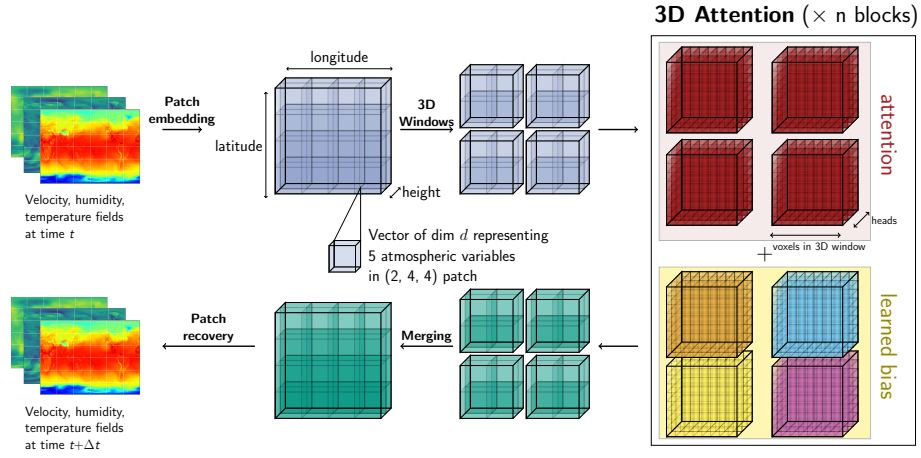 3D Attention (× n blocks)
longitude
Patch
embedding
3D
Windows
latitude
height
attention
heads
voxels in 3D window
+
Velocity, humidity,
temperature fields
at time t
Vector of dim d representing
5 atmospheric variables
in (2, 4, 4) patch
Patch
recovery
Merging
learned bias
Velocity, humidity,
temperature fields
at time t+Δt